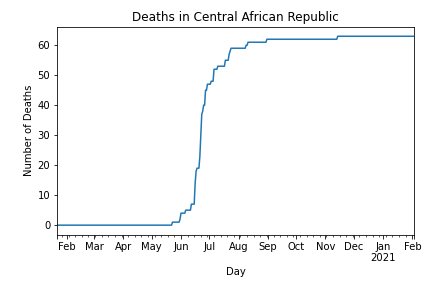 Deaths in Central African Republic
Number of Deaths
60
50
40
30
20
10
0
Feb Mar Apr May Jun Jul Aug Sep Oct Nov Dec Jan Feb
2021
Day